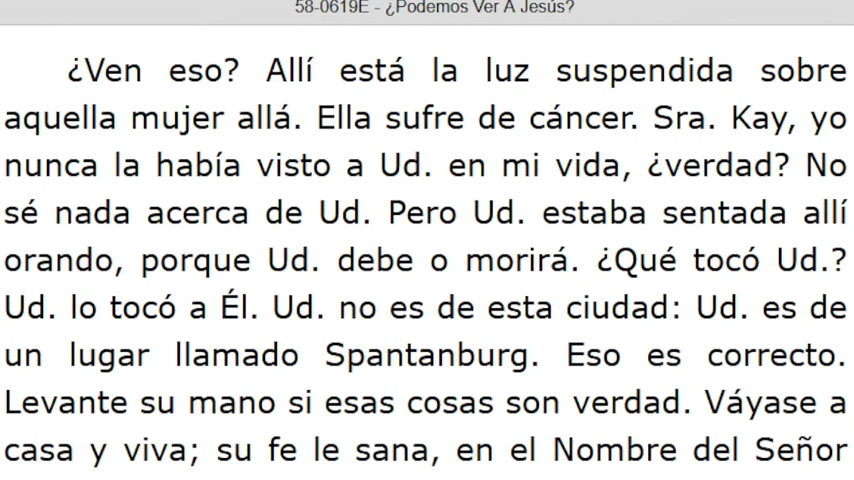 58-0619E - ¿Podemos Ver A Jesús?
¿Ven eso? Allí está la luz suspendida sobre
aquella mujer allá. Ella sufre de cáncer. Sra. Kay, yo
nunca la había visto a Ud. en mi vida, ¿verdad? No
sé nada acerca de Ud. Pero Ud. estaba sentada allí
orando, porque Ud. debe o morirá. ¿Qué tocó Ud.?
Ud. lo tocó a Él. Ud. no es de esta ciudad: Ud. es de
un lugar llamado Spantanburg. Eso es correcto.
Levante su mano si esas cosas son verdad. Váyase a
casa y viva; su fe le sana, en el Nombre del Señor